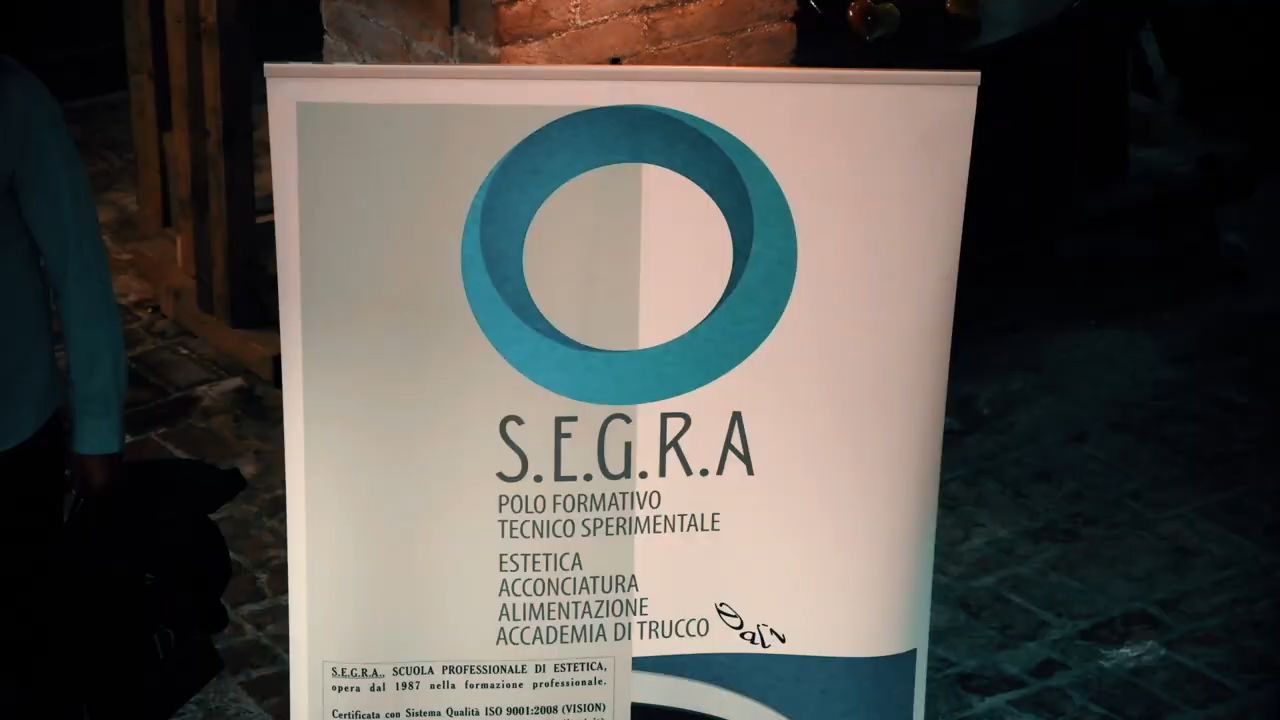 S.E.G.R.A
POLO FORMATIVO
TECNICO SPERIMENTALE
ESTETICA
ACCONCIATURA
ALIMENTAZIONE
ACCADEMIA DI TRUCCO
S.E.G.R.A., SCUOLA PROFESSIONALE DI ESTETICA,
opera dal 1987 nella formazione professionale.
Certificata con Sistema Qualità ISO 9001:2008 (VISION)